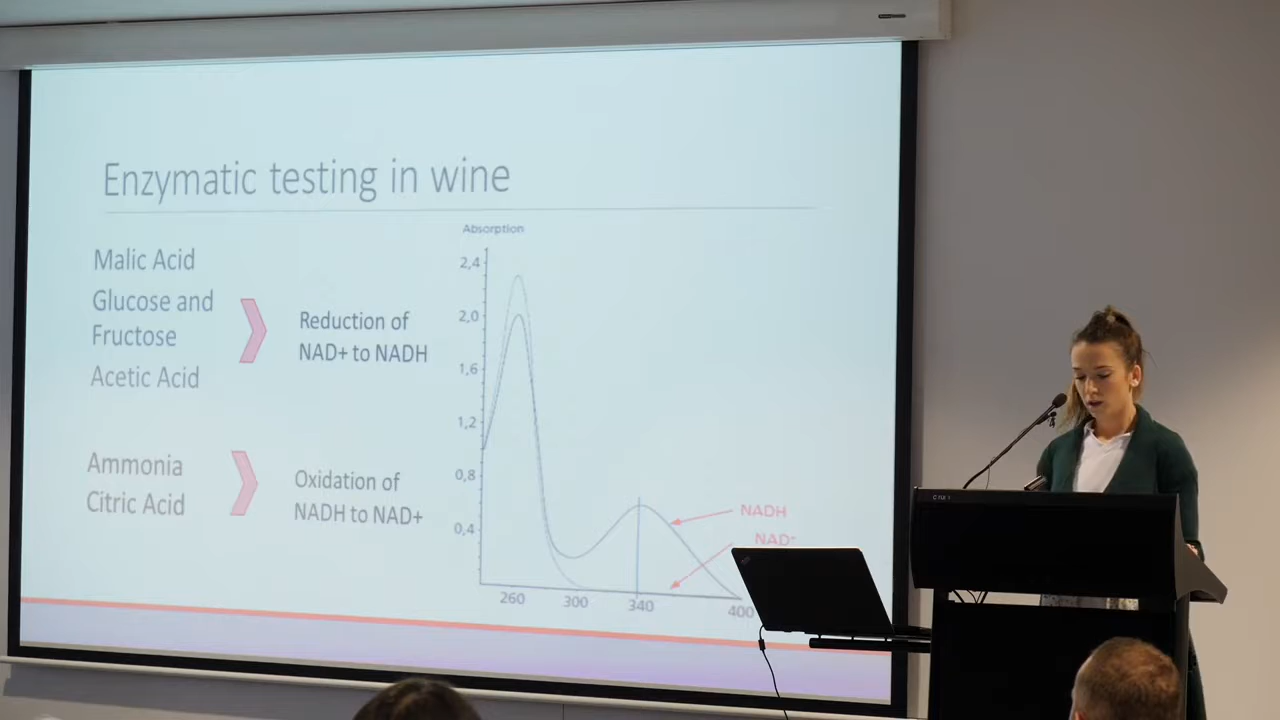 Enzymatic testing in wine
Malic Acid
Glucose and
Fructose
Acetic Acid
Reduction of
NAD+ to NADH
Ammonia
Citric Acid
Oxidation of
NADH to NAD+
Absorption
2,4
2,0
1,6
1,2
0,8
0,4
NADH
NAD+
260
300
340
400